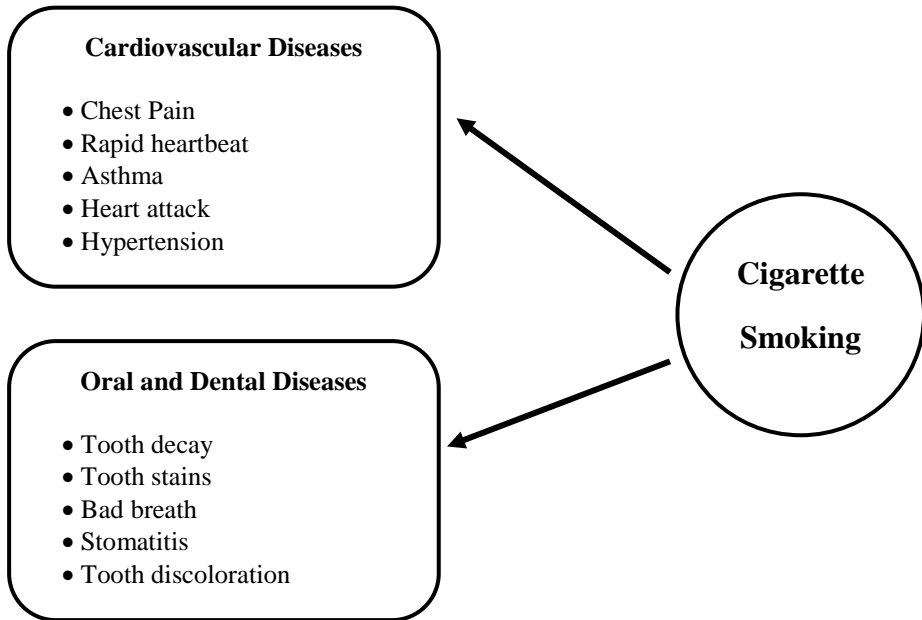 Cardiovascular Diseases
• Chest Pain
• Rapid heartbeat
• Asthma
• Heart attack
• Hypertension
Cigarette
Smoking
Oral and Dental Diseases
• Tooth decay
• Tooth stains
• Bad breath
• Stomatitis
• Tooth discoloration